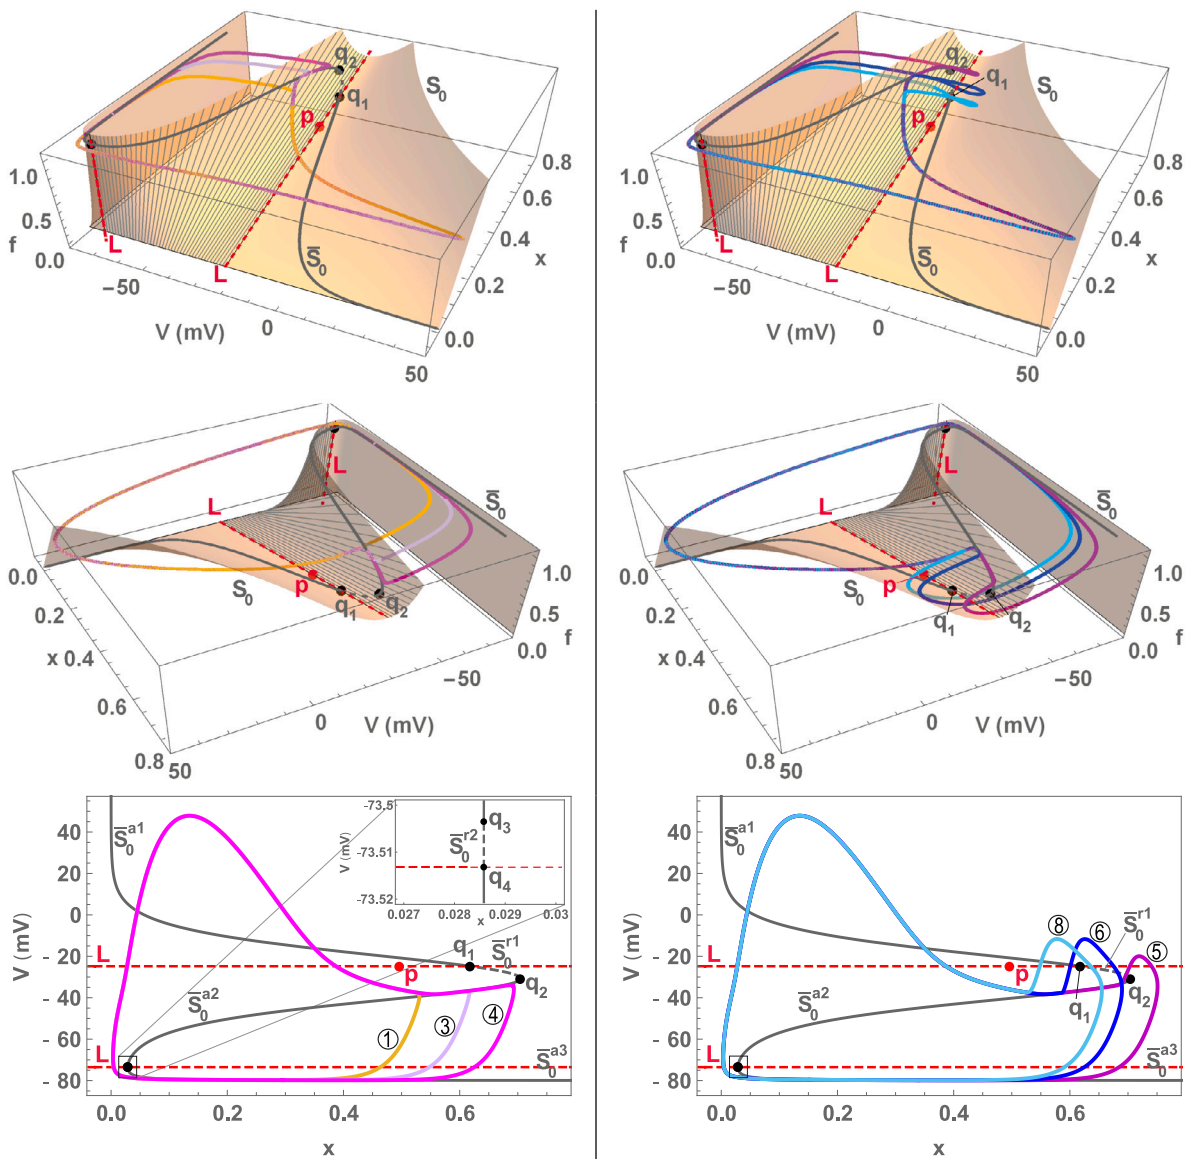 q2
S0
q1
p
1.0
0.8
0.6
0.5
0.4
f
L
S̅0
x
0.0
L
0.2
−50
V (mV)
0
0.0
50
q2
q1
S0
p
1.0
0.8
0.6
0.5
0.4
f
L
S̅0
x
0.0
L
0.2
−50
V (mV)
0
0.0
50
L
L
S̅0
0.0
S0
p
q1
q2
1.0
0.2
0.5
f
x 0.4
0.0
0.6
−50
0
V (mV)
0.8
50
L
L
S̅0
0.0
S0
p
q1
q2
1.0
0.2
0.5
f
x 0.4
0.0
0.6
−50
0
V (mV)
0.8
50
40
20
0
- 20
- 40
- 60
- 80
V (mV)
S̅0a1
-73.5
-73.51
-73.52
V (mV)
q3
S̅0r2
q4
0.027
0.028
0.029
0.03
x
L
q1
S̅0r1
p
q2
S̅0a2
①
③
④
L
S̅0a3
0.0
0.2
0.4
0.6
x
40
20
0
- 20
- 40
- 60
- 80
V (mV)
S̅0a1
⑧
⑥
S̅0r1
⑤
L
p
q1
q2
S̅0a2
L
S̅0a3
0.0
0.2
0.4
0.6
x